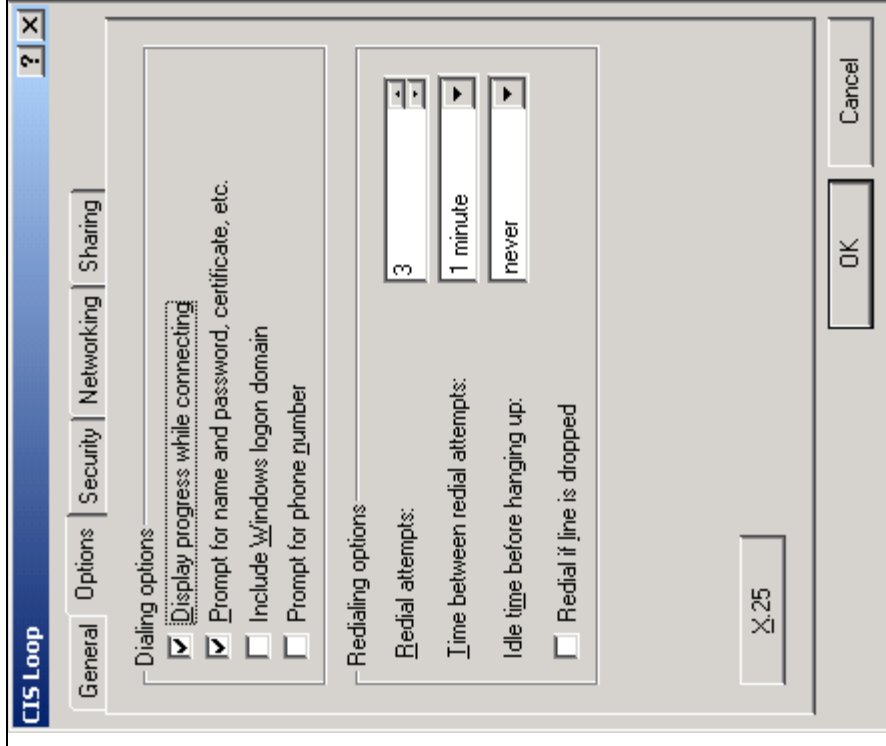 CIS Loop
General Options Security Networking Sharing
Dialing options
Display progress while connecting
Prompt for name and password, certificate, etc.
Include Windows logon domain
Prompt for phone number
Redialing options
Redial attempts: 3
Time between redial attempts: 1 minute
Idle time before hanging up: never
Redial if line is dropped
X.25
OK Cancel